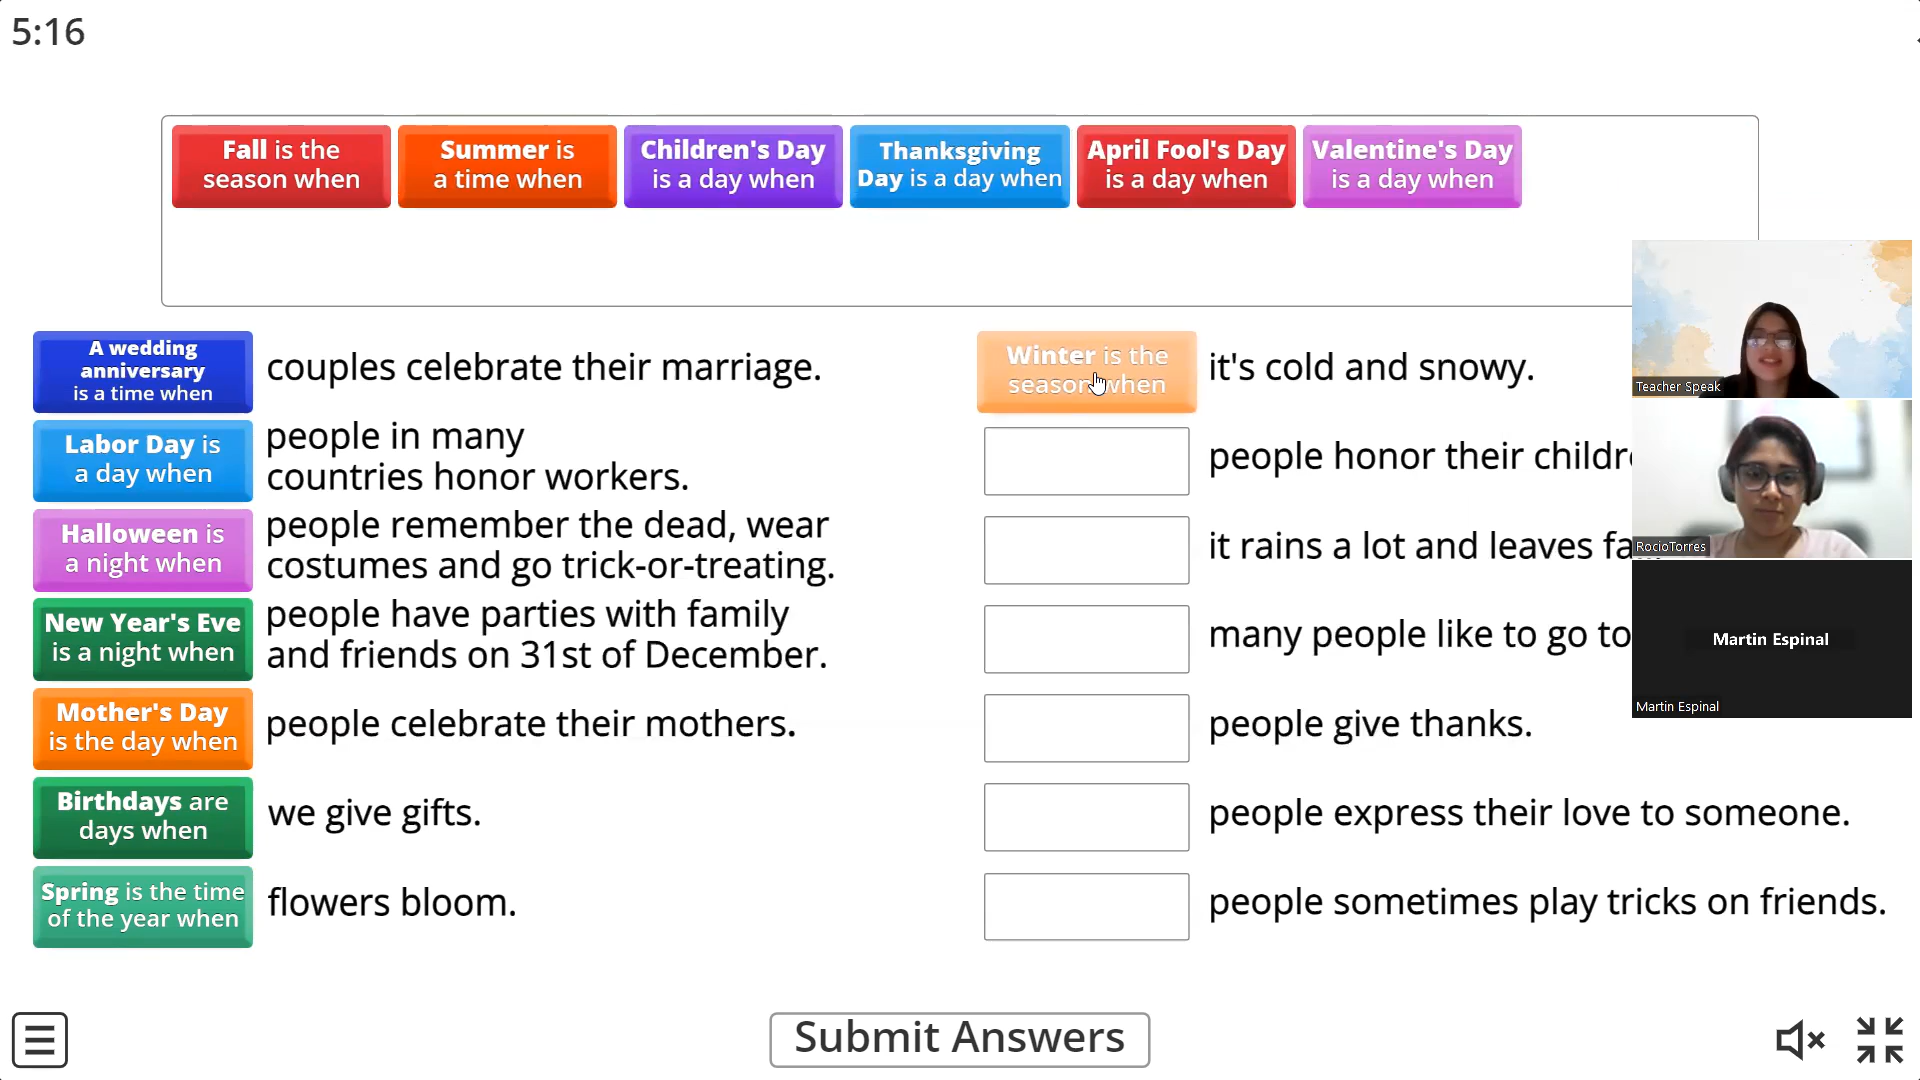 5:16
Fall is the
season when
Summer is
a time when
Children's Day
is a day when
Thanksgiving
Day is a day when
April Fool's Day
is a day when
Valentine's Day
is a day when
A wedding
anniversary
is a time when
couples celebrate their marriage.
Labor Day is
a day when
people in many
countries honor workers.
Halloween is
a night when
people remember the dead, wear
costumes and go trick-or-treating.
New Year's Eve
is a night when
people have parties with family
and friends on 31st of December.
Mother's Day
is the day when
people celebrate their mothers.
Birthdays are
days when
we give gifts.
Spring is the time
of the year when
flowers bloom.
Winter is the
season when
it's cold and snowy.
people honor their
it rains a lot and leaves
many people like to go to
people give thanks.
people express their love to someone.
people sometimes play tricks on friends.
Teacher Speak
RocioTorres
Martin Espinal
Martin Espinal
Submit Answers